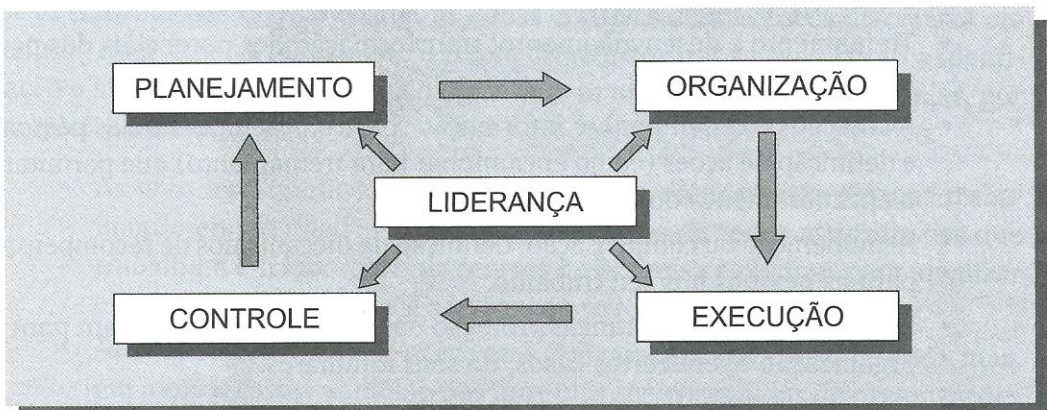 PLANEJAMENTO
ORGANIZAÇÃO
LIDERANÇA
CONTROLE
EXECUÇÃO